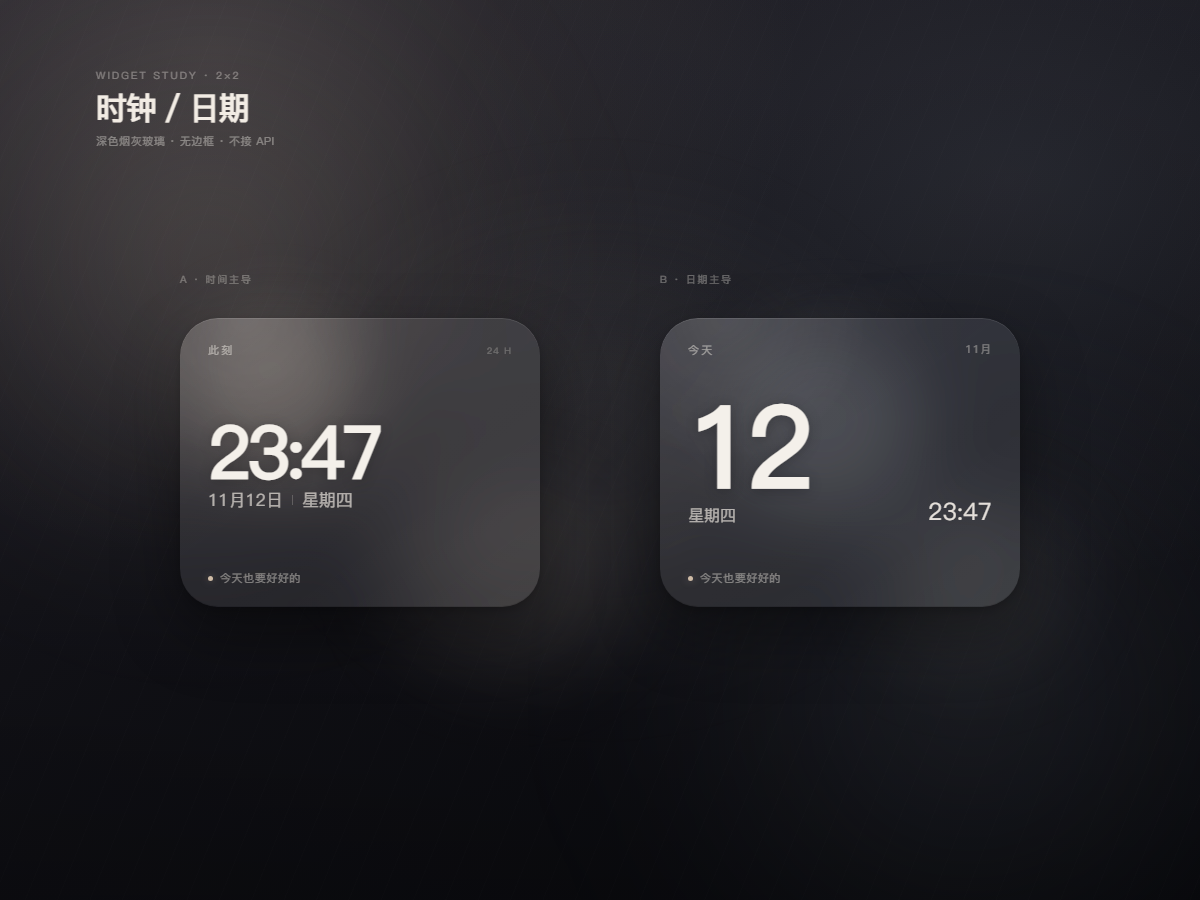 WIDGET STUDY · 2×2
时钟 / 日期
深色烟灰玻璃 · 无边框 · 不接 API
A · 时间主导
此刻
24 H
23:47
11月12日 | 星期四
今天也要好好的
B · 日期主导
今天
11月
12
星期四
23:47
今天也要好好的